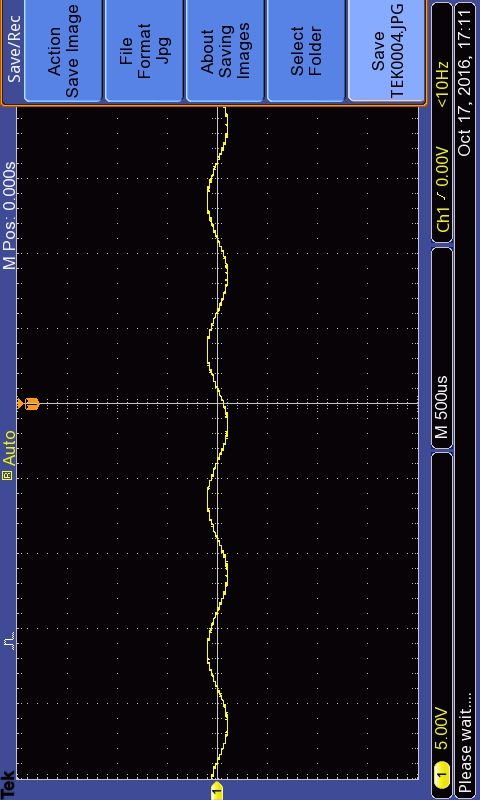 Tek
Auto
M Pos: 0.000s
Save/Rec
Action
Save Image
File
Format
Jpg
About
Saving
Images
Select
Folder
Save
TEK0004.JPG
1
1 5.00V
M 500us
Ch1 0.00V
<10Hz
Please wait....
Oct 17, 2016, 17:11